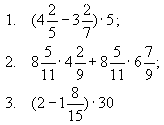 1. (4 4/5 − 3 2/7) · 5;
2. 8 5/11 · 4 2/9 + 8 5/11 · 6 7/9;
3. (2 − 1 8/15) · 30